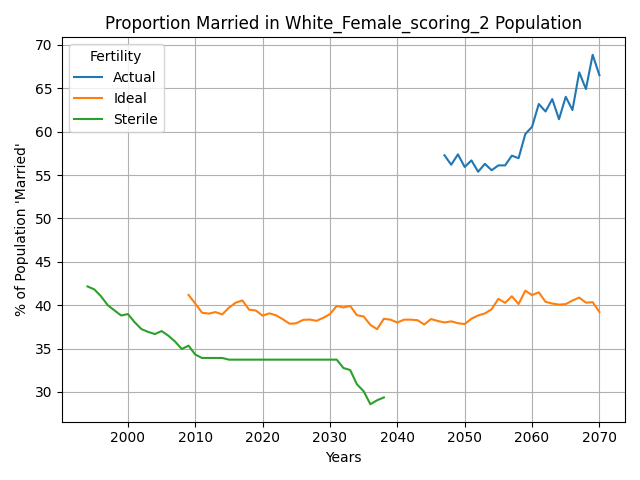 Proportion Married in White_Female_scoring_2 Population
% of Population 'Married'
70
65
60
55
50
45
40
35
30
Fertility
Actual
Ideal
Sterile
2000 2010 2020 2030 2040 2050 2060 2070
Years